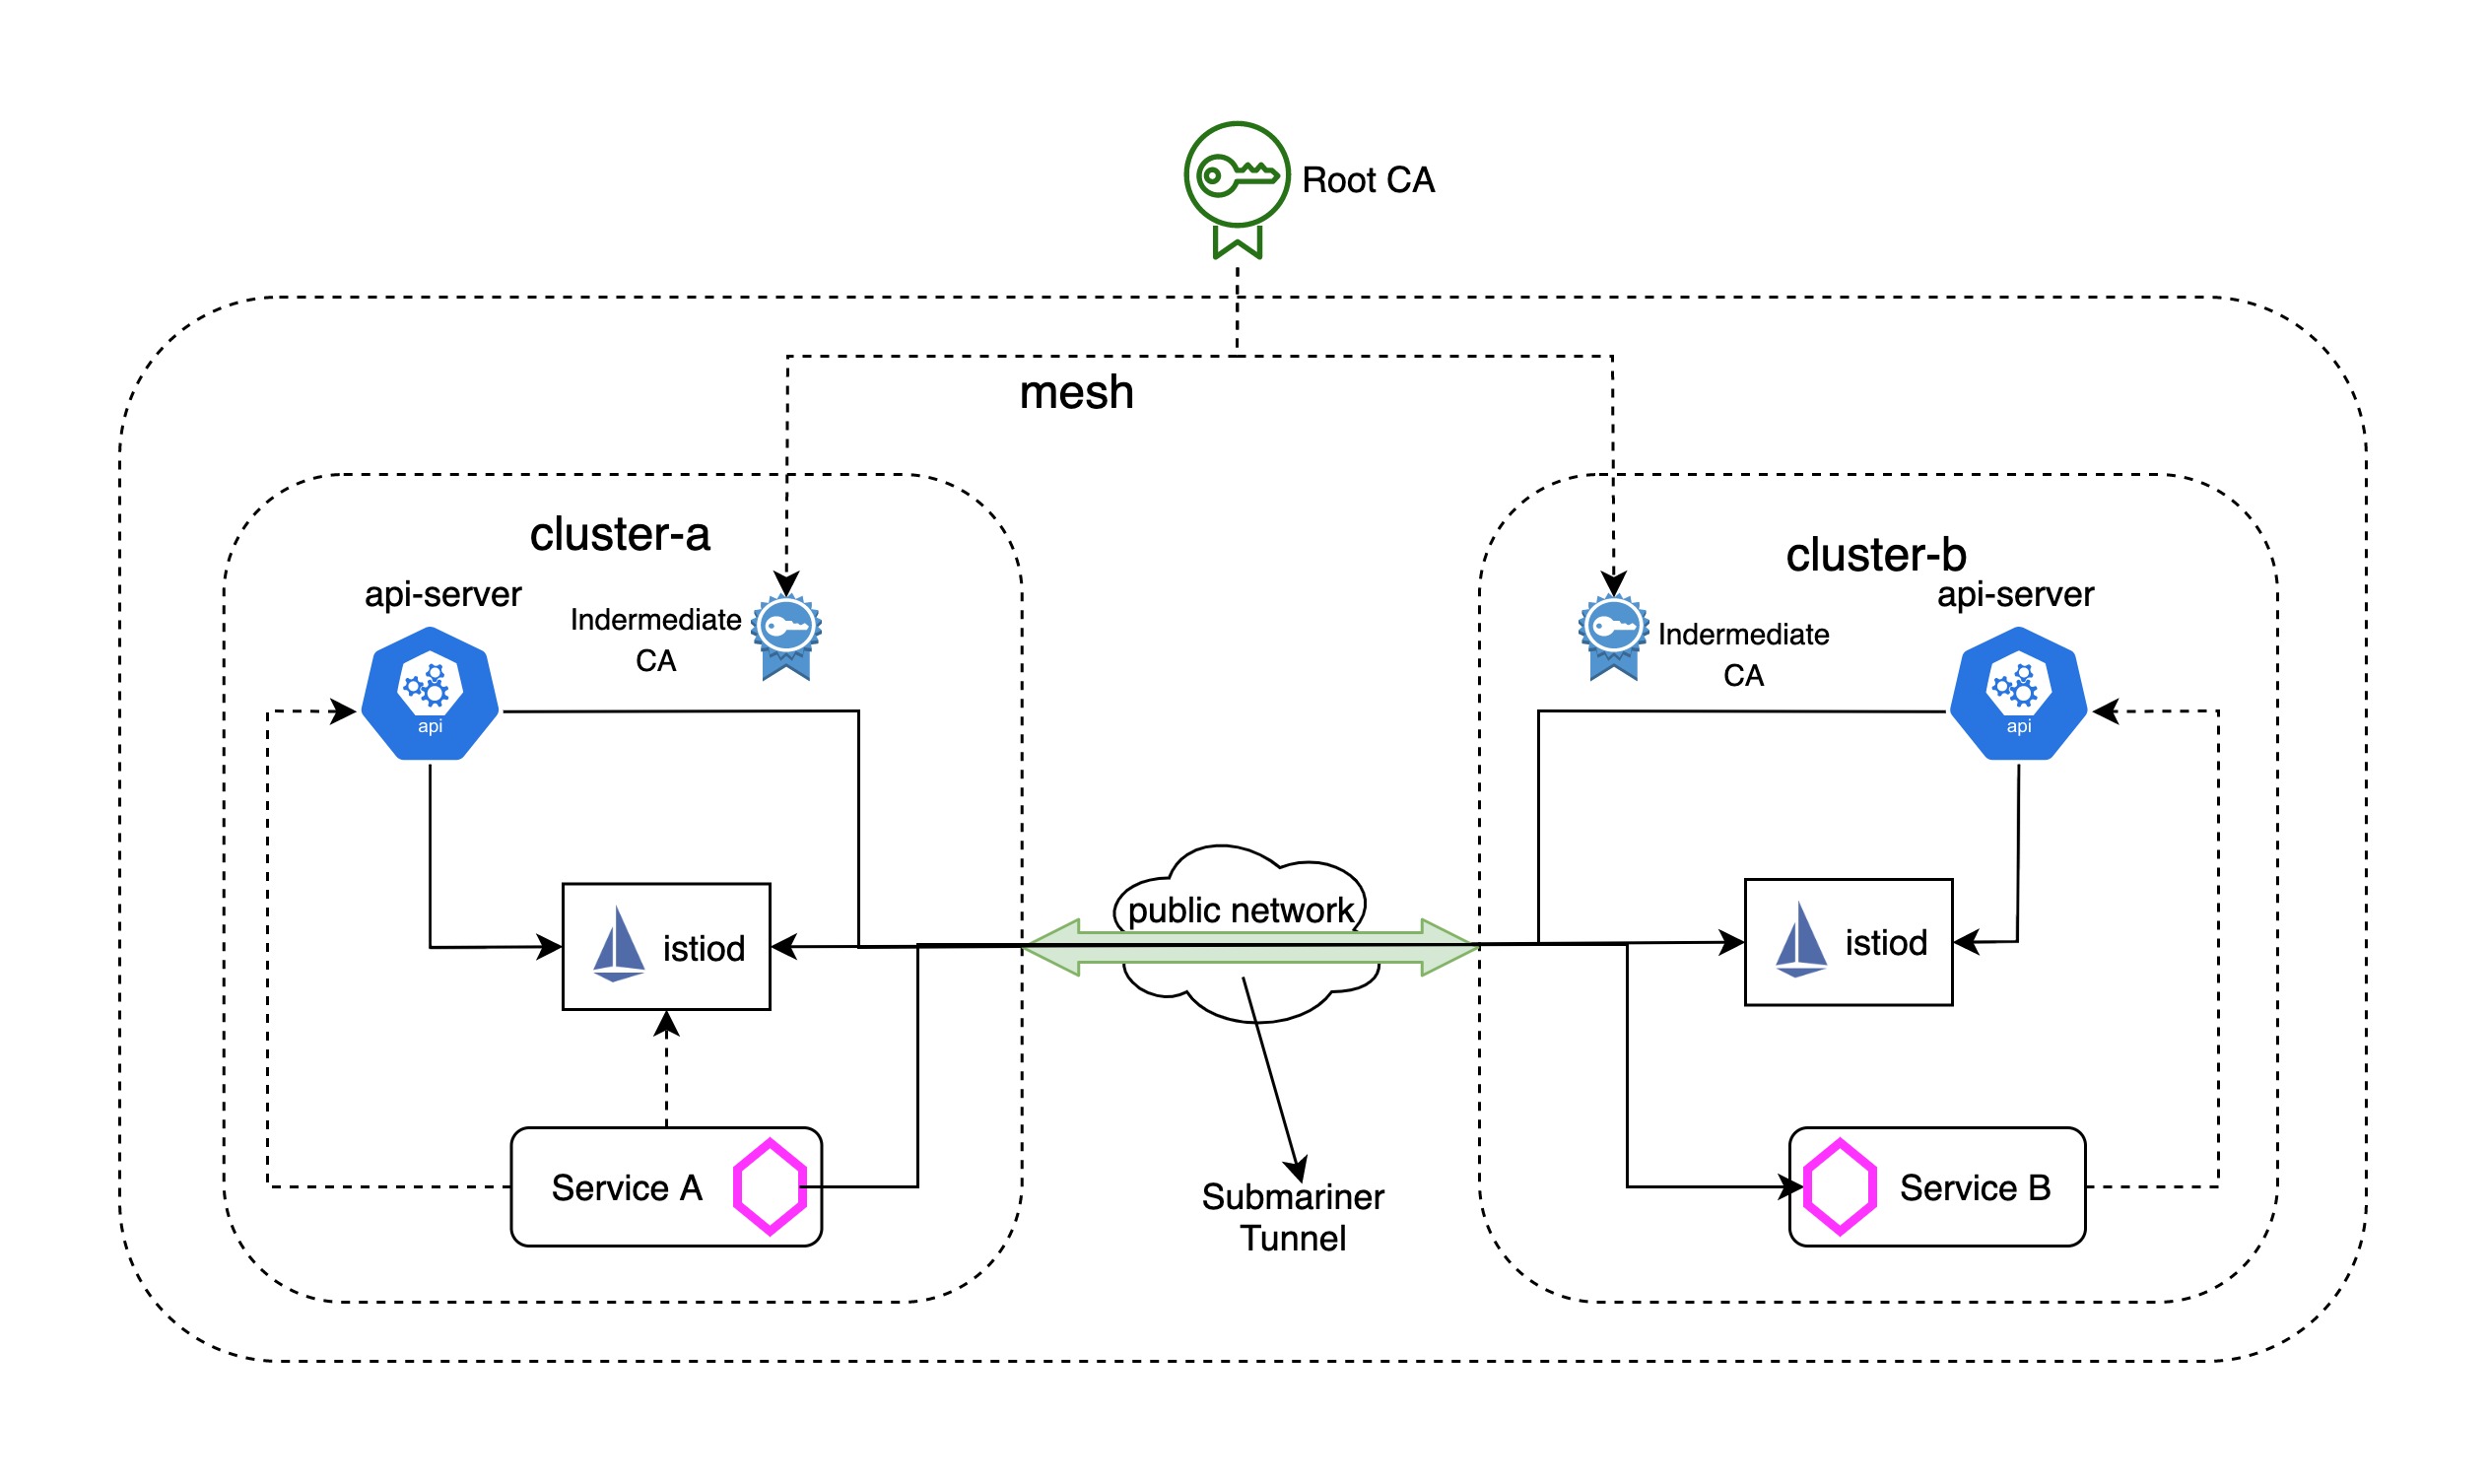 Root CA
mesh
cluster-a
api-server
Indermediate
CA
api
istiod
Service A
public network
Submariner
Tunnel
cluster-b
api-server
Indermediate
CA
api
istiod
Service B